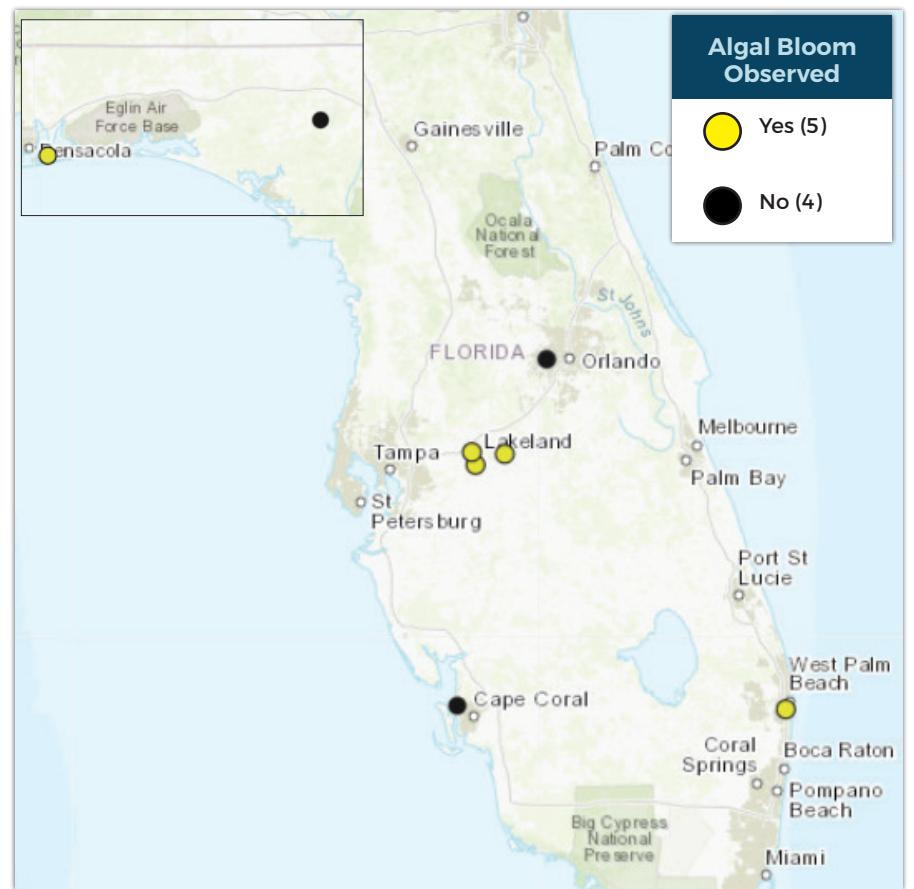 Algal Bloom
Observed
Yes (5)
No (4)
Eglin Air
Force Base
Pensacola
Gainesville
Palm Co
Ocala
National
Forest
St Johns
FLORIDA
Orlando
Lakeland
Tampa
St
Petersburg
Melbourne
Palm Bay
Port St
Lucie
West Palm
Beach
Cape Coral
Coral
Springs
Boca Raton
Pompano
Beach
Big Cypress
National
Preserve
Miami